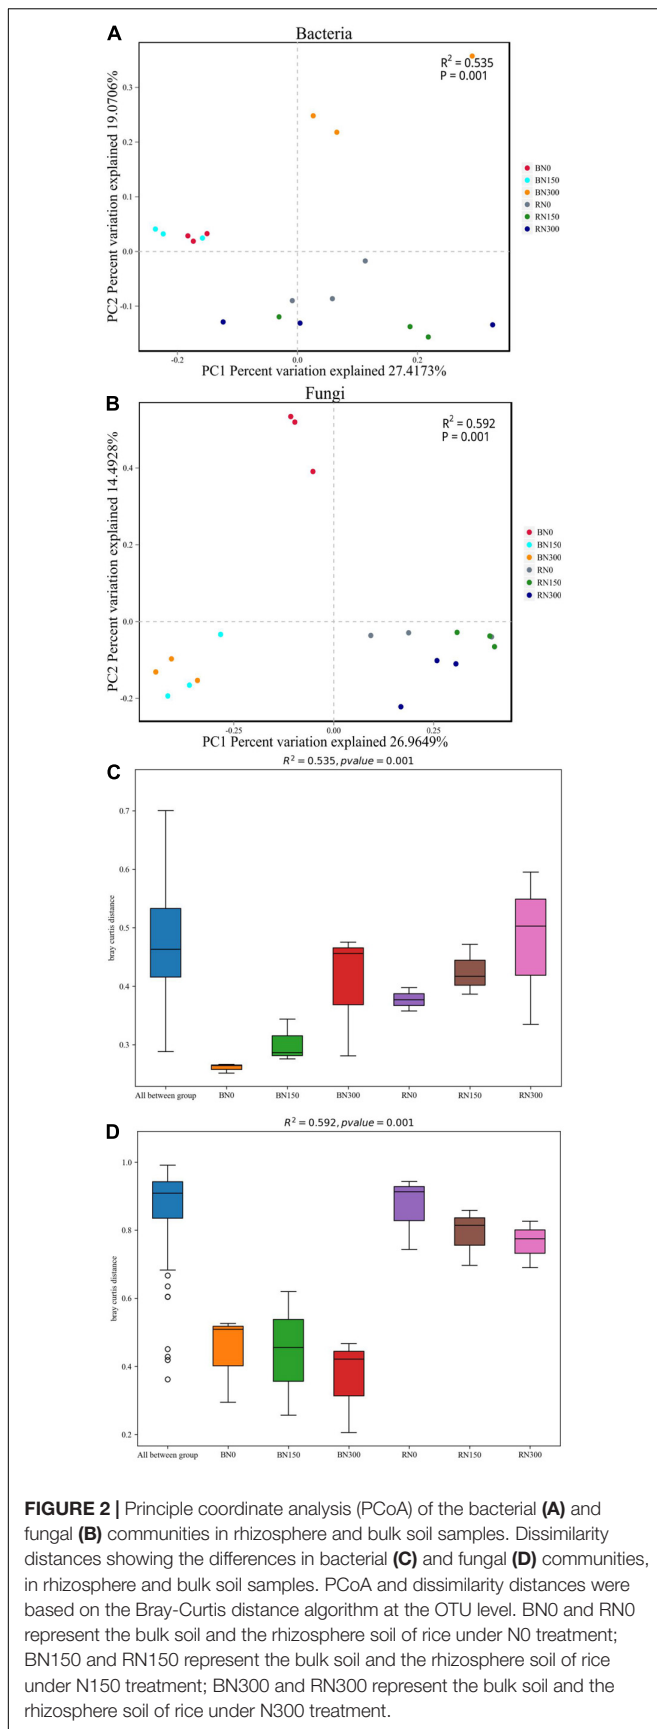 A
Bacteria
R² = 0.535
P = 0.001
PC2 Percent variation explained 19.0706%
0.3
0.2
0.1
0.0
-0.1
-0.2
0.0
0.2
PC1 Percent variation explained 27.4173%
BN0
BN150
BN300
RN0
RN150
RN300
B
Fungi
R² = 0.592
P = 0.001
PC2 Percent variation explained 14.4928%
0.4
0.2
0.0
-0.2
-0.25
0.00
0.25
PC1 Percent variation explained 26.9649%
BN0
BN150
BN300
RN0
RN150
RN300
C
R² = 0.535, pvalue = 0.001
bray curtis distance
0.7
0.6
0.5
0.4
0.3
All between group BN0 BN150 BN300 RN0 RN150 RN300
D
R² = 0.592, pvalue = 0.001
bray curtis distance
1.0
0.8
0.6
0.4
0.2
All between group BN0 BN150 BN300 RN0 RN150 RN300
FIGURE 2 | Principle coordinate analysis (PCoA) of the bacterial (A) and
fungal (B) communities in rhizosphere and bulk soil samples. Dissimilarity
distances showing the differences in bacterial (C) and fungal (D) communities,
in rhizosphere and bulk soil samples. PCoA and dissimilarity distances were
based on the Bray-Curtis distance algorithm at the OTU level. BN0 and RN0
represent the bulk soil and the rhizosphere soil of rice under N0 treatment;
BN150 and RN150 represent the bulk soil and the rhizosphere soil of rice
under N150 treatment; BN300 and RN300 represent the bulk soil and the
rhizosphere soil of rice under N300 treatment.